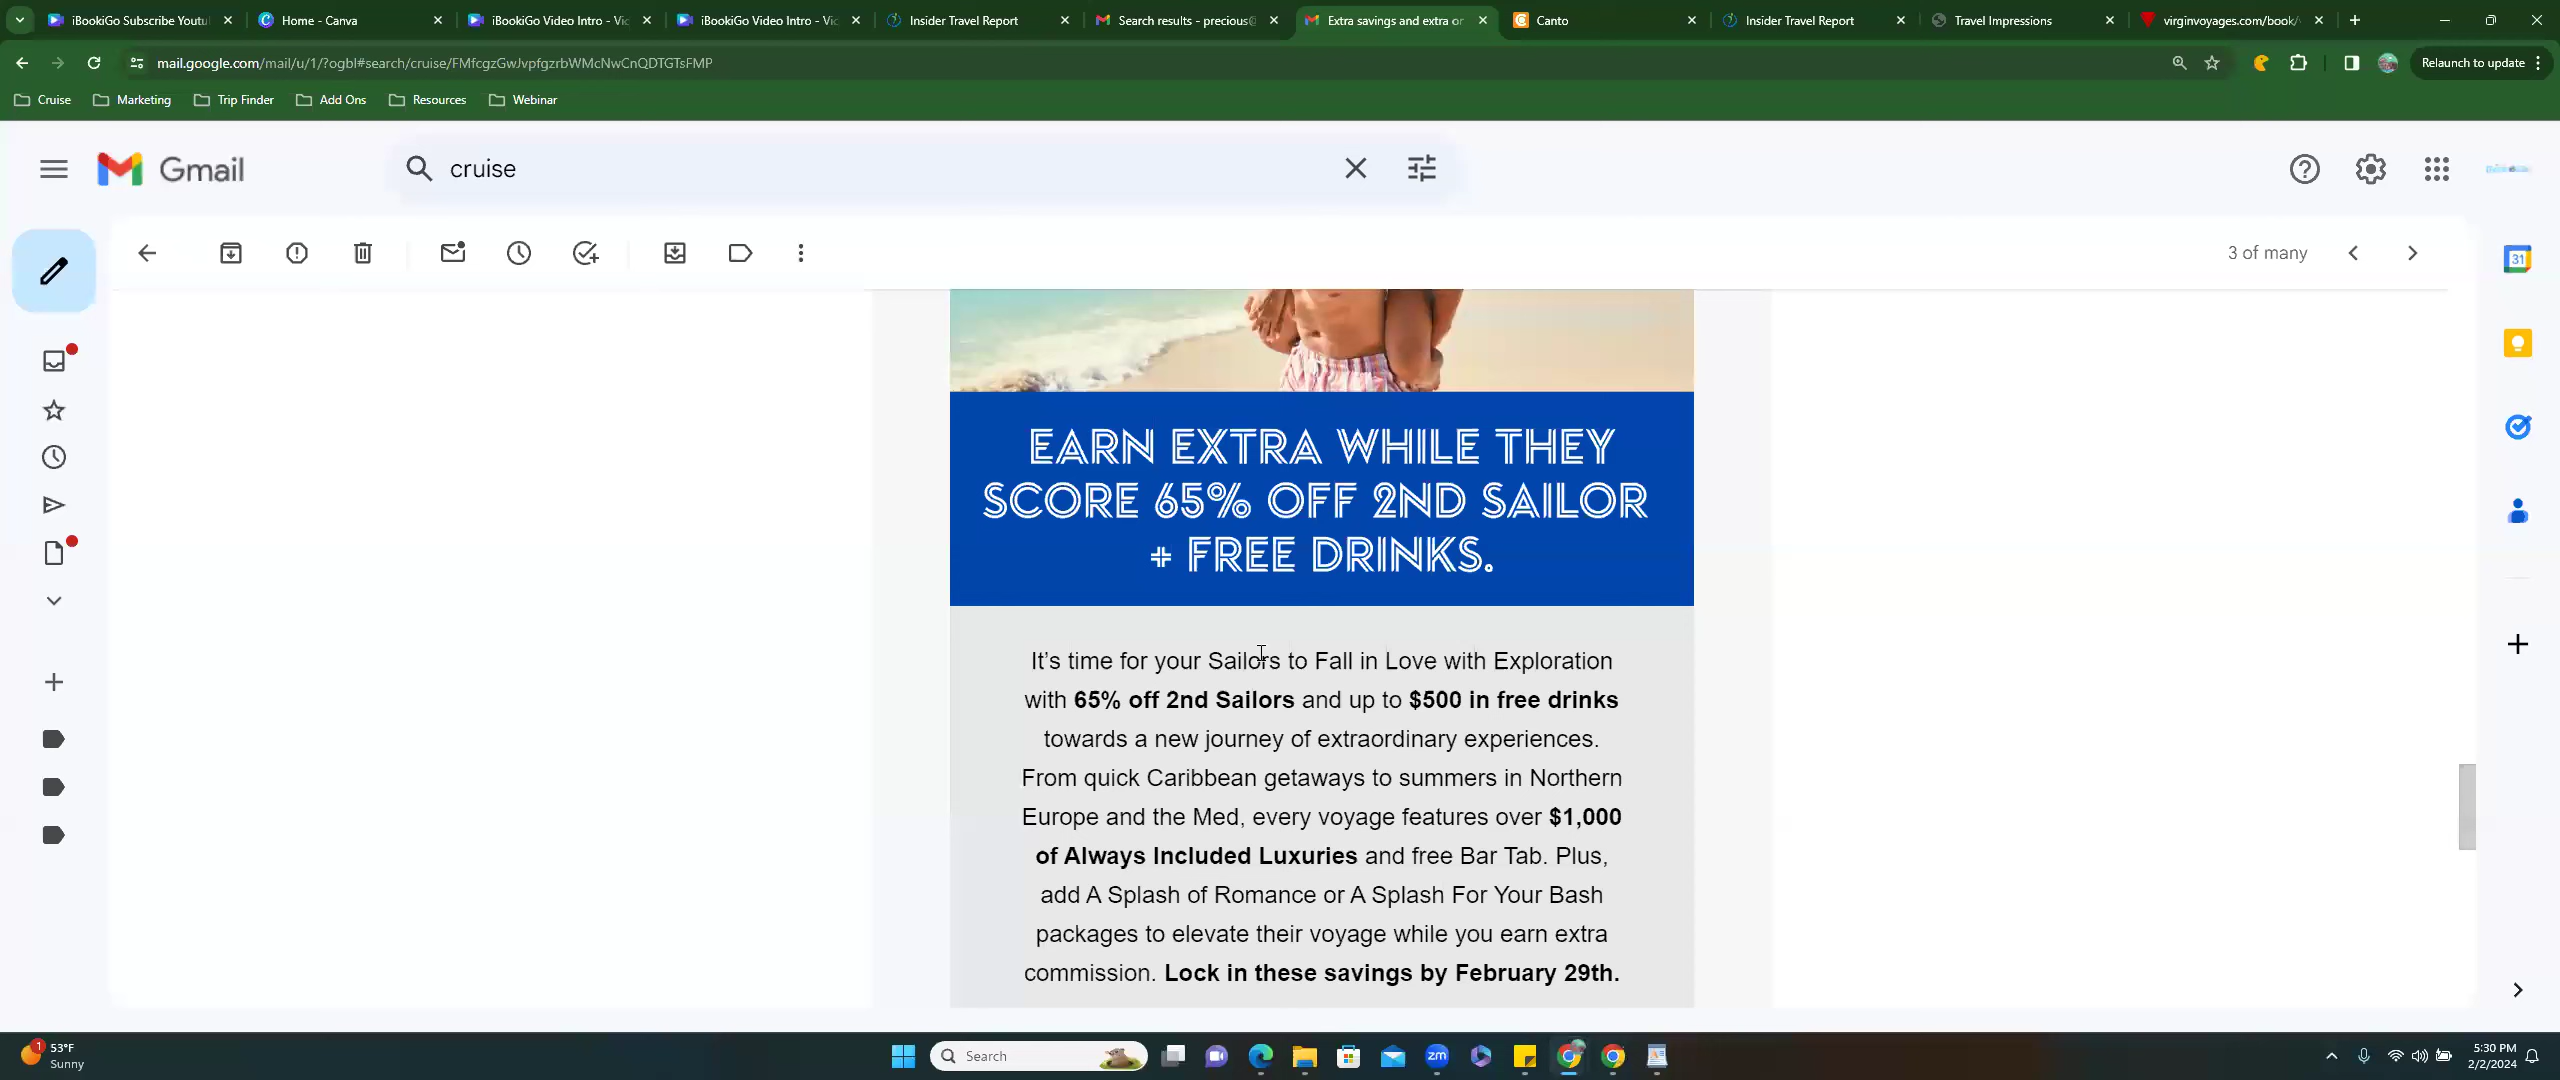 iBookiGo Subscribe Youtu
Home - Canva
iBookiGo Video Intro - Vic
iBookiGo Video Intro - Vic
Insider Travel Report
Search results - precious@
Extra savings and extra or
Canto
Insider Travel Report
Travel Impressions
virginvoyages.com/book/
mail.google.com/mail/u/1/?ogbl#search/cruise/FMfcgzGwJvpfgzrbWMcNwCnQDTGTsFMP
Relaunch to update
Cruise
Marketing
Trip Finder
Add Ons
Resources
Webinar
Gmail
cruise
3 of many
31
EARN EXTRA WHILE THEY
SCORE 65% OFF 2ND SAILOR
+ FREE DRINKS.
It's time for your Sailors to Fall in Love with Exploration
with 65% off 2nd Sailors and up to $500 in free drinks
towards a new journey of extraordinary experiences.
From quick Caribbean getaways to summers in Northern
Europe and the Med, every voyage features over $1,000
of Always Included Luxuries and free Bar Tab. Plus,
add A Splash of Romance or A Splash For Your Bash
packages to elevate their voyage while you earn extra
commission. Lock in these savings by February 29th.
1
53°F
Sunny
Search
zm
5:30 PM
2/2/2024